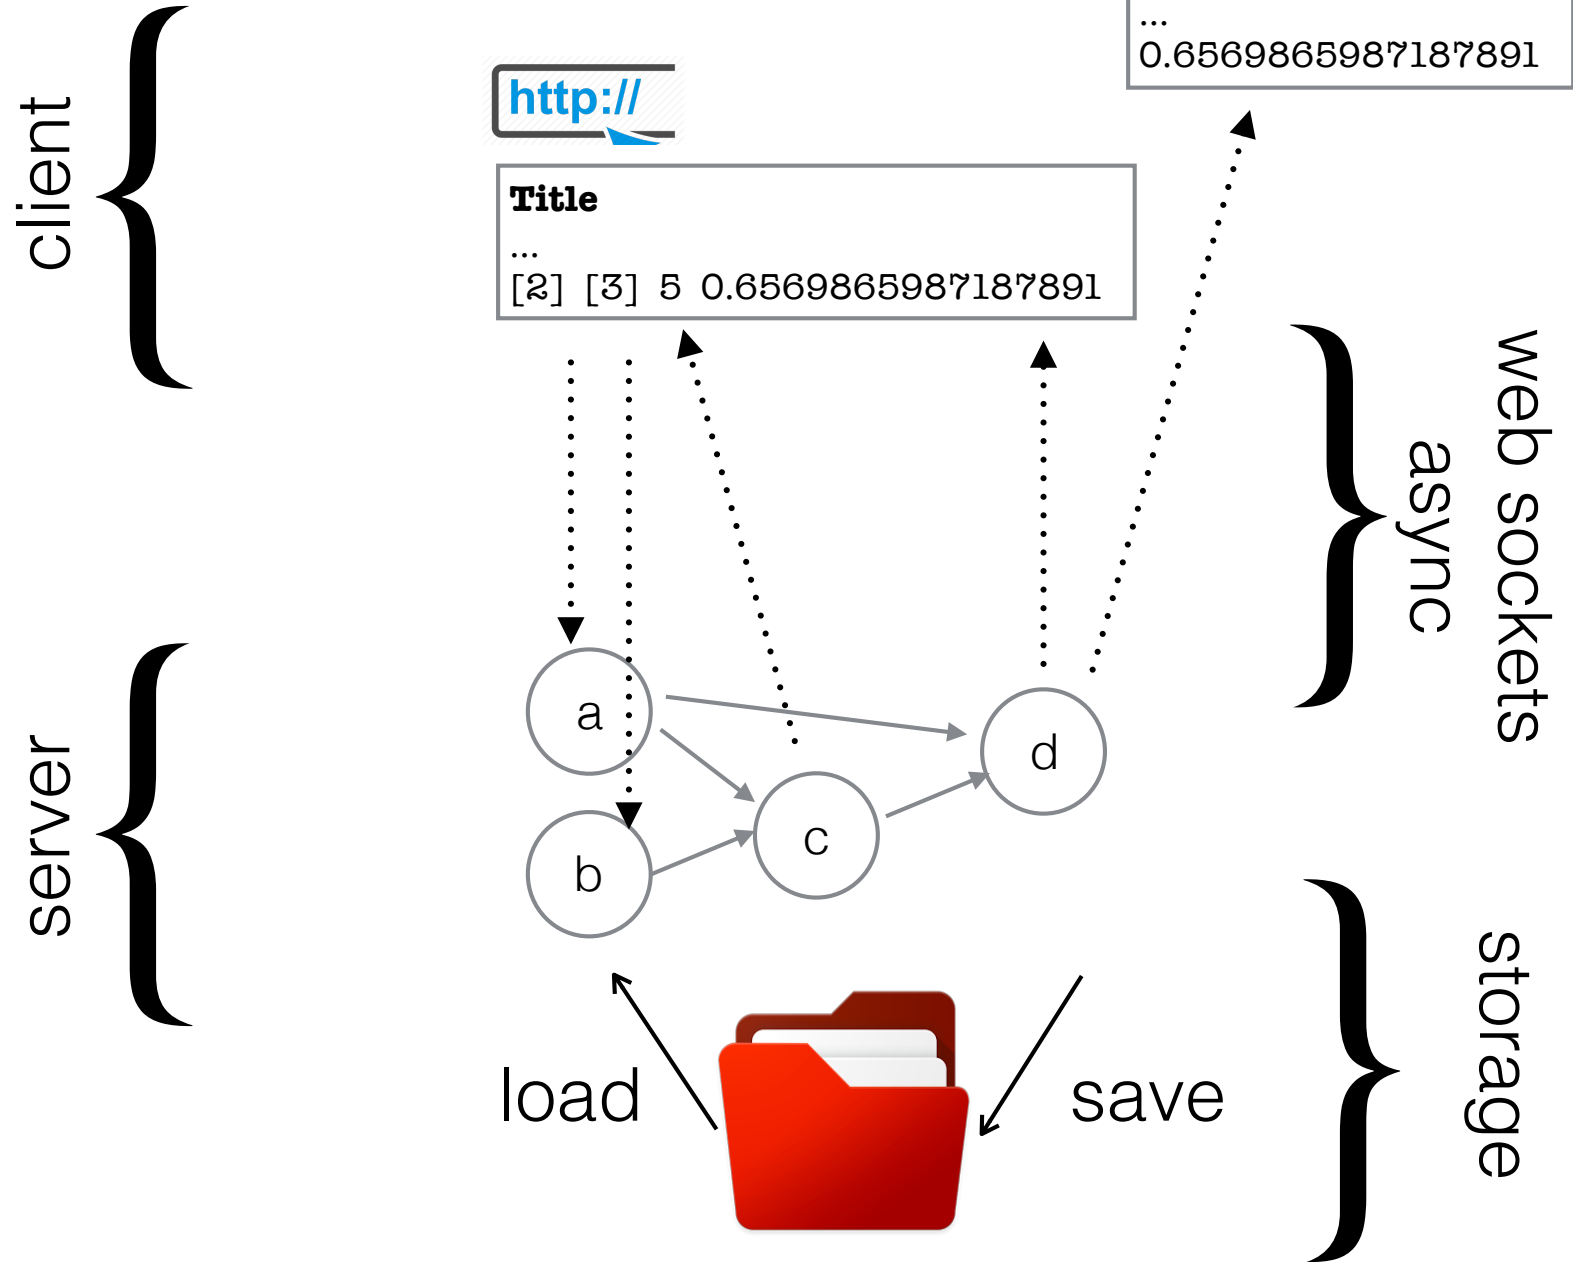 ...
0.6569865987187891
http://
Title
...
[2] [3] 5 0.6569865987187891
client
web sockets
async
a
d
c
b
server
load
save
storage